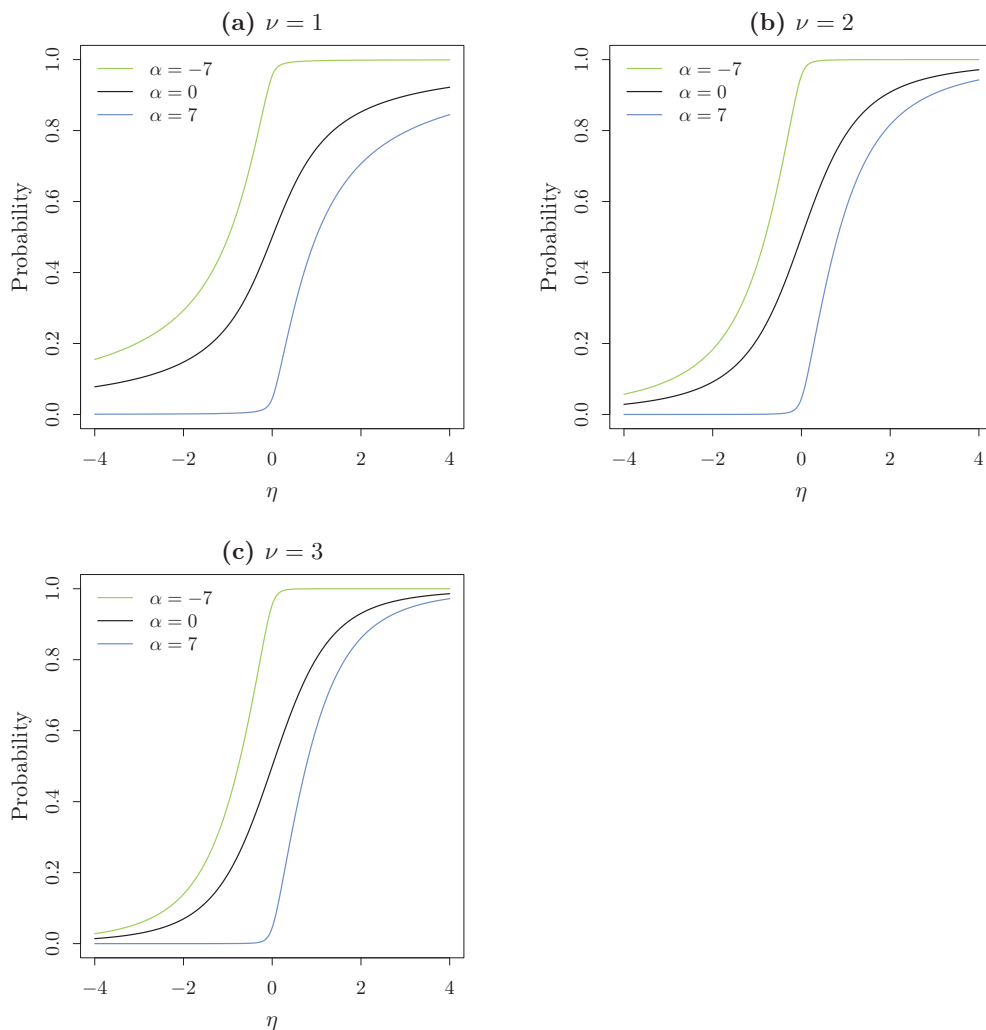 (a) ν = 1
α = −7
α = 0
α = 7
Probability
1.0
0.8
0.6
0.4
0.2
0.0
−4 −2 0 2 4
η
(b) ν = 2
α = −7
α = 0
α = 7
Probability
1.0
0.8
0.6
0.4
0.2
0.0
−4 −2 0 2 4
η
(c) ν = 3
α = −7
α = 0
α = 7
Probability
1.0
0.8
0.6
0.4
0.2
0.0
−4 −2 0 2 4
η